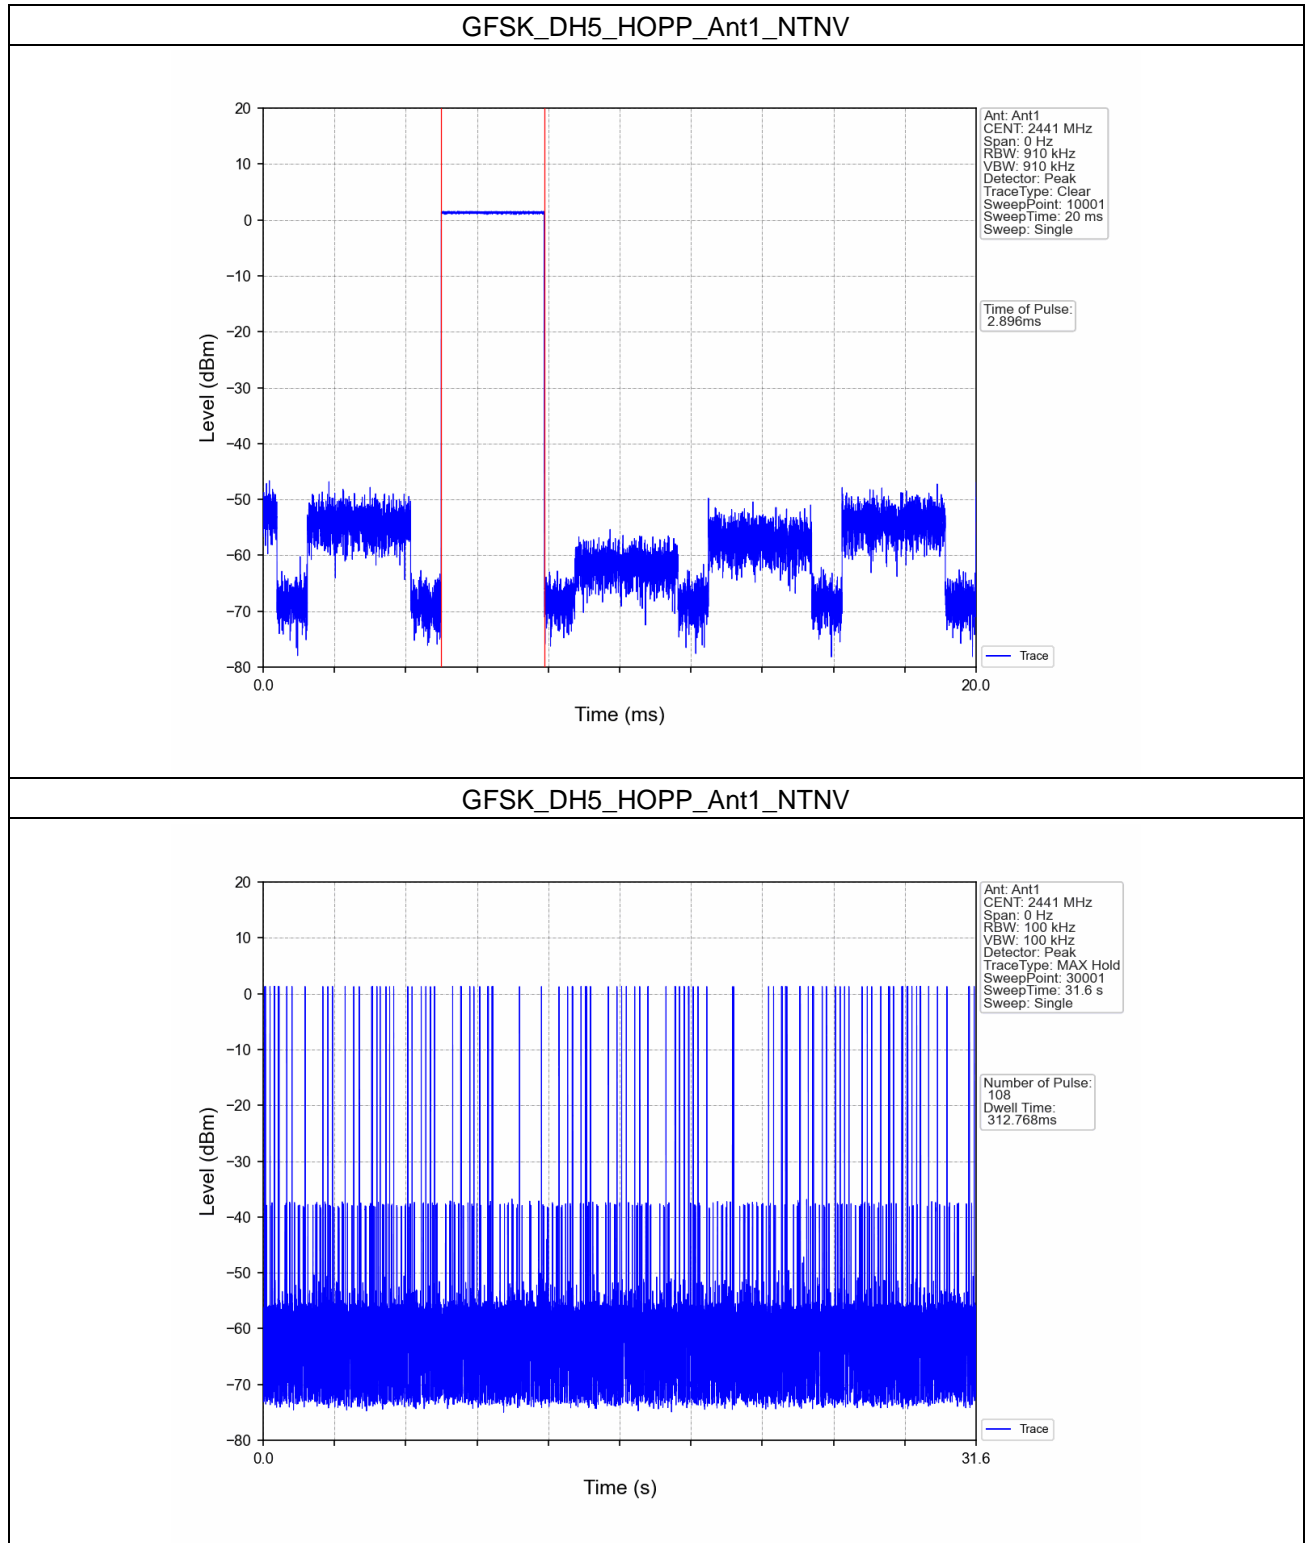 GFSK_DH5_HOPP_Ant1_NTNV
20
10
0
−10
−20
−30
−40
−50
−60
−70
−80
Level (dBm)
0.0
20.0
Time (ms)
Ant: Ant1
CENT: 2441 MHz
Span: 0 Hz
RBW: 910 kHz
VBW: 910 kHz
Detector: Peak
TraceType: Clear
SweepPoint: 10001
SweepTime: 20 ms
Sweep: Single
Time of Pulse:
2.896ms
Trace
GFSK_DH5_HOPP_Ant1_NTNV
20
10
0
−10
−20
−30
−40
−50
−60
−70
−80
Level (dBm)
0.0
31.6
Time (s)
Ant: Ant1
CENT: 2441 MHz
Span: 0 Hz
RBW: 100 kHz
VBW: 100 kHz
Detector: Peak
TraceType: MAX Hold
SweepPoint: 30001
SweepTime: 31.6 s
Sweep: Single
Number of Pulse:
108
Dwell Time:
312.768ms
Trace